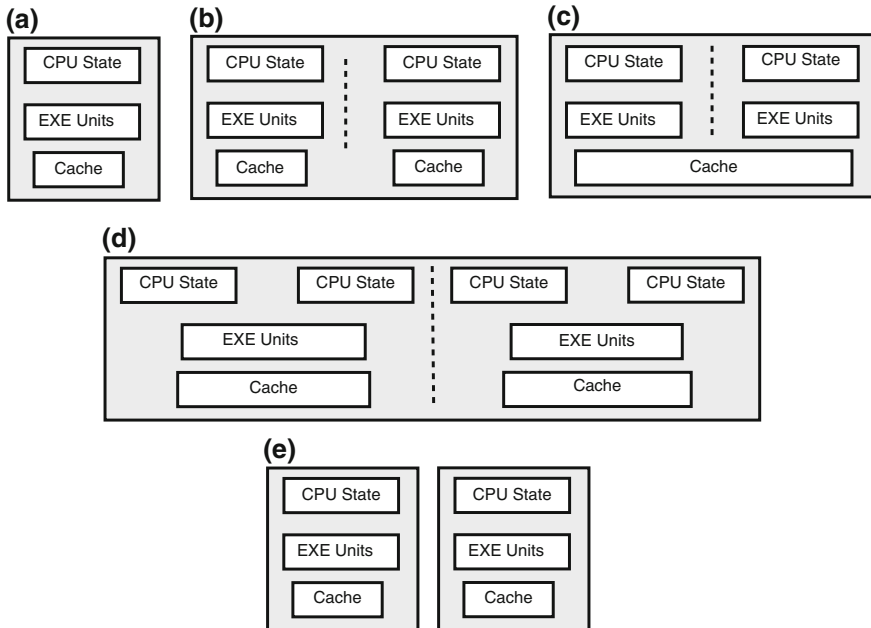 (a)
CPU State
EXE Units
Cache
(b)
CPU State CPU State
EXE Units EXE Units
Cache Cache
(c)
CPU State CPU State
EXE Units EXE Units
Cache
(d)
CPU State CPU State CPU State CPU State
EXE Units EXE Units
Cache Cache
(e)
CPU State CPU State
EXE Units EXE Units
Cache Cache